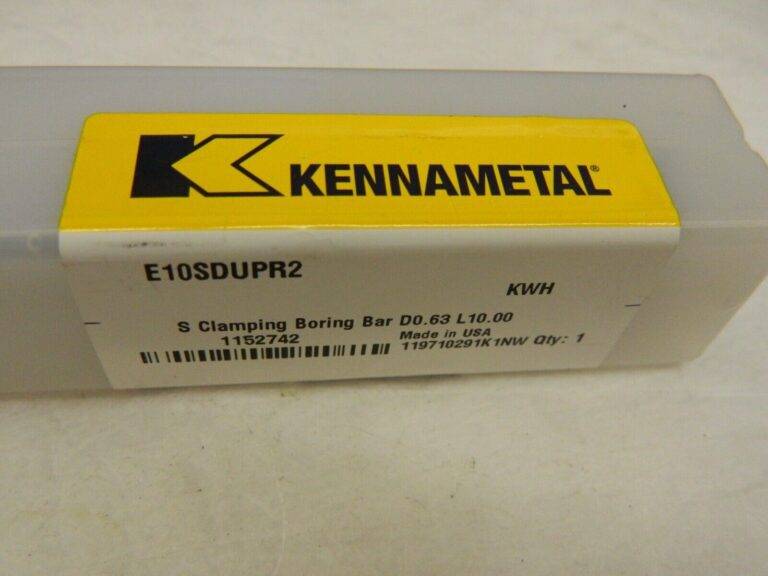 KENNAMETAL®
E10SDUPR2
KWH
S Clamping Boring Bar D0.63 L10.00
1152742
Made in USA
119710291K1NW Qty: 1